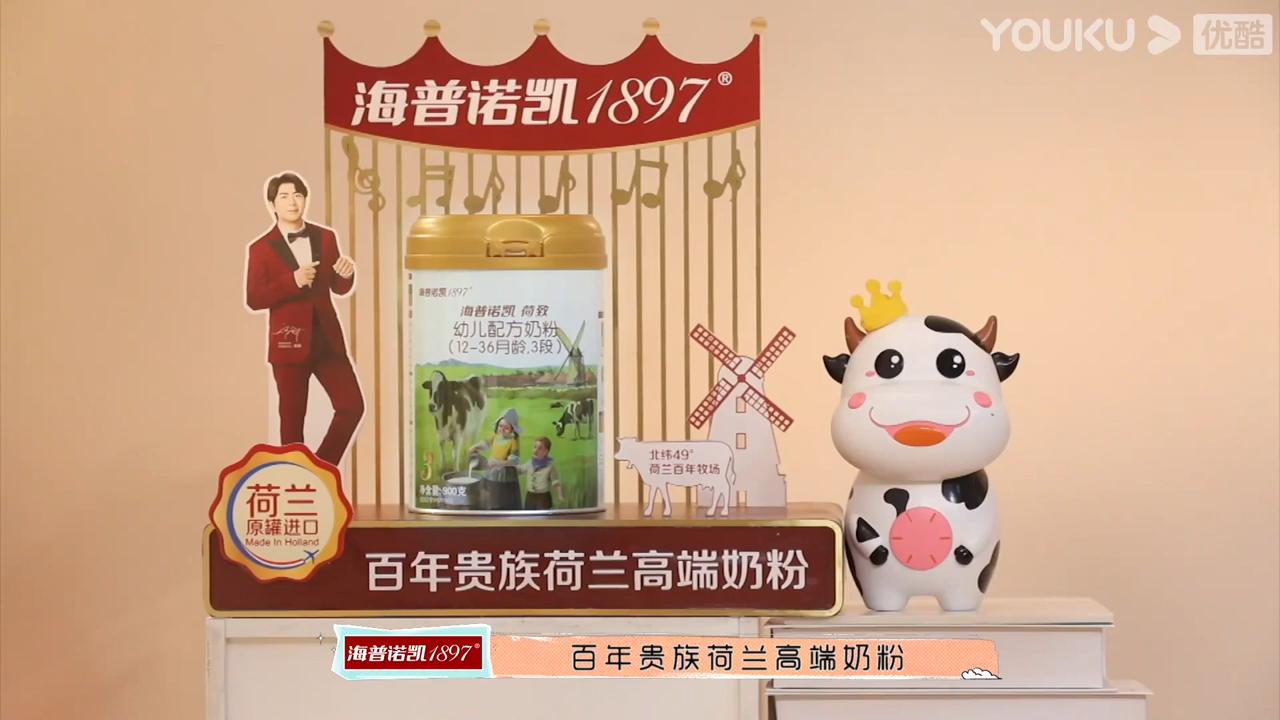 YOUKU 优酷
海普诺凯1897®
海普诺凯1897®
海普诺凯 荷致
幼儿配方奶粉
(12-36月龄,3段)
3
净含量:900克
北纬49°
荷兰百年牧场
荷兰
原罐进口
Made In Holland
百年贵族荷兰高端奶粉
海普诺凯1897®
百年贵族荷兰高端奶粉